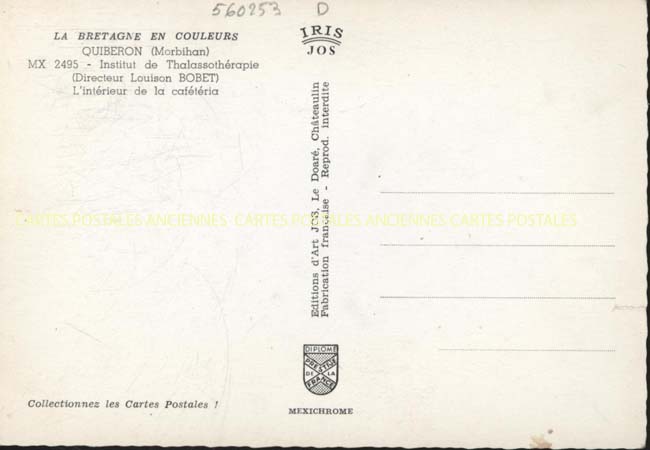 560253 D
LA BRETAGNE EN COULEURS
QUIBERON (Morbihan)
MX 2495 - Institut de Thalassothérapie
(Directeur Louison BOBET)
L'intérieur de la cafétéria
IRIS
JOS
Editions d'Art JOS, Le Doaré, Châteaulin
Fabrication française - Reprod. interdite
CARTES POSTALES ANCIENNES CARTES POSTALES ANCIENNES CARTES POSTALES
DIPLOME
PRESTIGE
DE LA
FRANCE
MEXICHROME
Collectionnez les Cartes Postales !